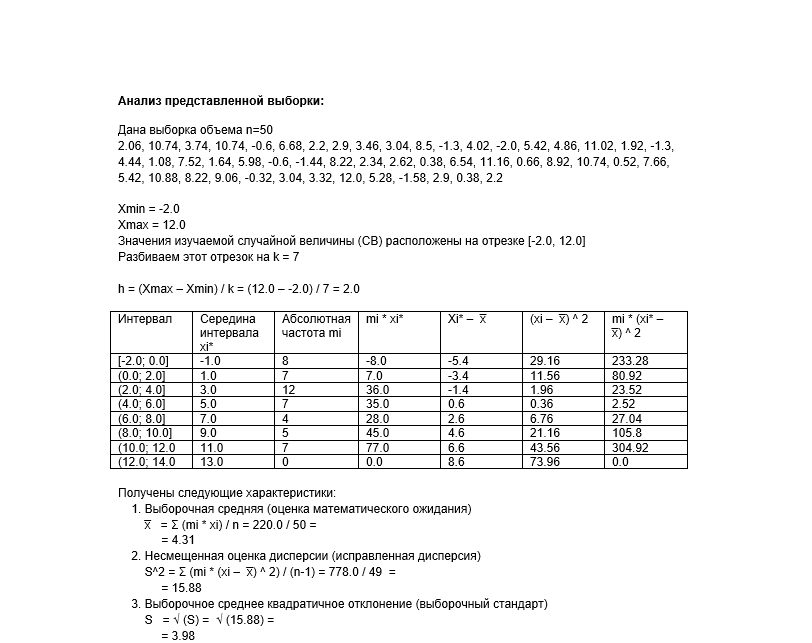 Анализ представленной выборки:
Дана выборка объема n=50
2.06, 10.74, 3.74, 10.74, -0.6, 6.68, 2.2, 2.9, 3.46, 3.04, 8.5, -1.3, 4.02, -2.0, 5.42, 4.86, 11.02, 1.92, -1.3,
4.44, 1.08, 7.52, 1.64, 5.98, -0.6, -1.44, 8.22, 2.34, 2.62, 0.38, 6.54, 11.16, 0.66, 8.92, 10.74, 0.52, 7.66,
5.42, 10.88, 8.22, 9.06, -0.32, 3.04, 3.32, 12.0, 5.28, -1.58, 2.9, 0.38, 2.2
Xmin = -2.0
Xmax = 12.0
Значения изучаемой случайной величины (СВ) расположены на отрезке [-2.0, 12.0]
Разбиваем этот отрезок на k = 7
h = (Xmax – Xmin) / k = (12.0 – -2.0) / 7 = 2.0
Интервал Середина интервала xi* Абсолютная частота mi mi * xi* Xi* – x̅ (xi – x̅) ^ 2 mi * (xi* – x̅) ^ 2
[-2.0; 0.0] -1.0 8 -8.0 -5.4 29.16 233.28
(0.0; 2.0] 1.0 7 7.0 -3.4 11.56 80.92
(2.0; 4.0] 3.0 12 36.0 -1.4 1.96 23.52
(4.0; 6.0] 5.0 7 35.0 0.6 0.36 2.52
(6.0; 8.0] 7.0 4 28.0 2.6 6.76 27.04
(8.0; 10.0] 9.0 5 45.0 4.6 21.16 105.8
(10.0; 12.0 11.0 7 77.0 6.6 43.56 304.92
(12.0; 14.0 13.0 0 0.0 8.6 73.96 0.0
Получены следующие характеристики:
1. Выборочная средняя (оценка математического ожидания)
x̅ = Σ (mi * xi) / n = 220.0 / 50 =
= 4.31
2. Несмещенная оценка дисперсии (исправленная дисперсия)
S^2 = Σ (mi * (xi – x̅) ^ 2) / (n-1) = 778.0 / 49 =
= 15.88
3. Выборочное среднее квадратичное отклонение (выборочный стандарт)
S = √ (S) = √ (15.88) =
= 3.98